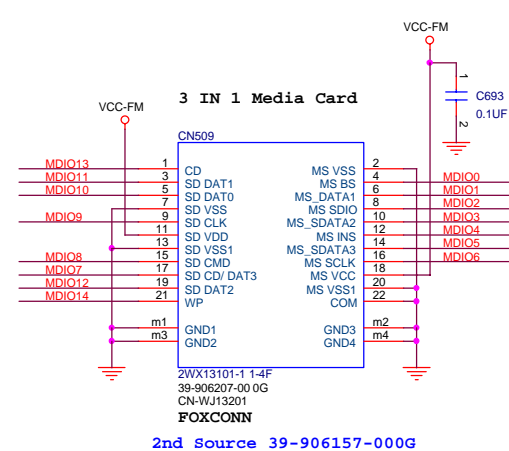 VCC-FM
1
C693
0.1UF
2
3 IN 1 Media Card
VCC-FM
CN509
MDIO13 1 CD MS VSS 2
MDIO11 3 SD DAT1 MS BS 4 MDIO0
MDIO10 5 SD DAT0 MS_DATA1 6 MDIO1
7 SD VSS MS SDIO 8 MDIO2
MDIO9 9 SD CLK MS_SDATA2 10 MDIO3
11 SD VDD MS INS 12 MDIO4
13 SD VSS1 MS_SDATA3 14 MDIO5
MDIO8 15 SD CMD MS SCLK 16 MDIO6
MDIO7 17 SD CD/ DAT3 MS VCC 18
MDIO12 19 SD DAT2 MS VSS1 20
MDIO14 21 WP COM 22
m1 GND1 GND3 m2
m3 GND2 GND4 m4
2WX13101-1 1-4F
39-906207-00 0G
CN-WJ13201
FOXCONN
2nd Source 39-906157-000G